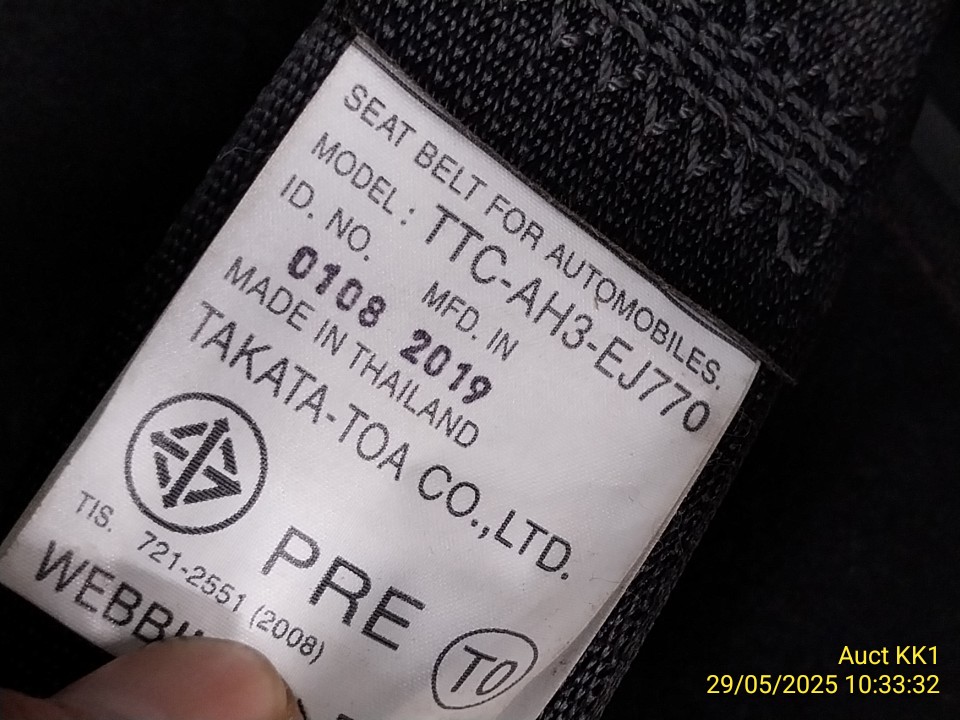 SEAT BELT FOR AUTOMOBILES.
MODEL : TTC-AH3-EJ770
ID. NO. MFD. IN
0108 2019
MADE IN THAILAND
TAKATA-TOA CO.,LTD.
PRE
TIS. 721-2551 (2008)
TO
Auct KK1
29/05/2025 10:33:32